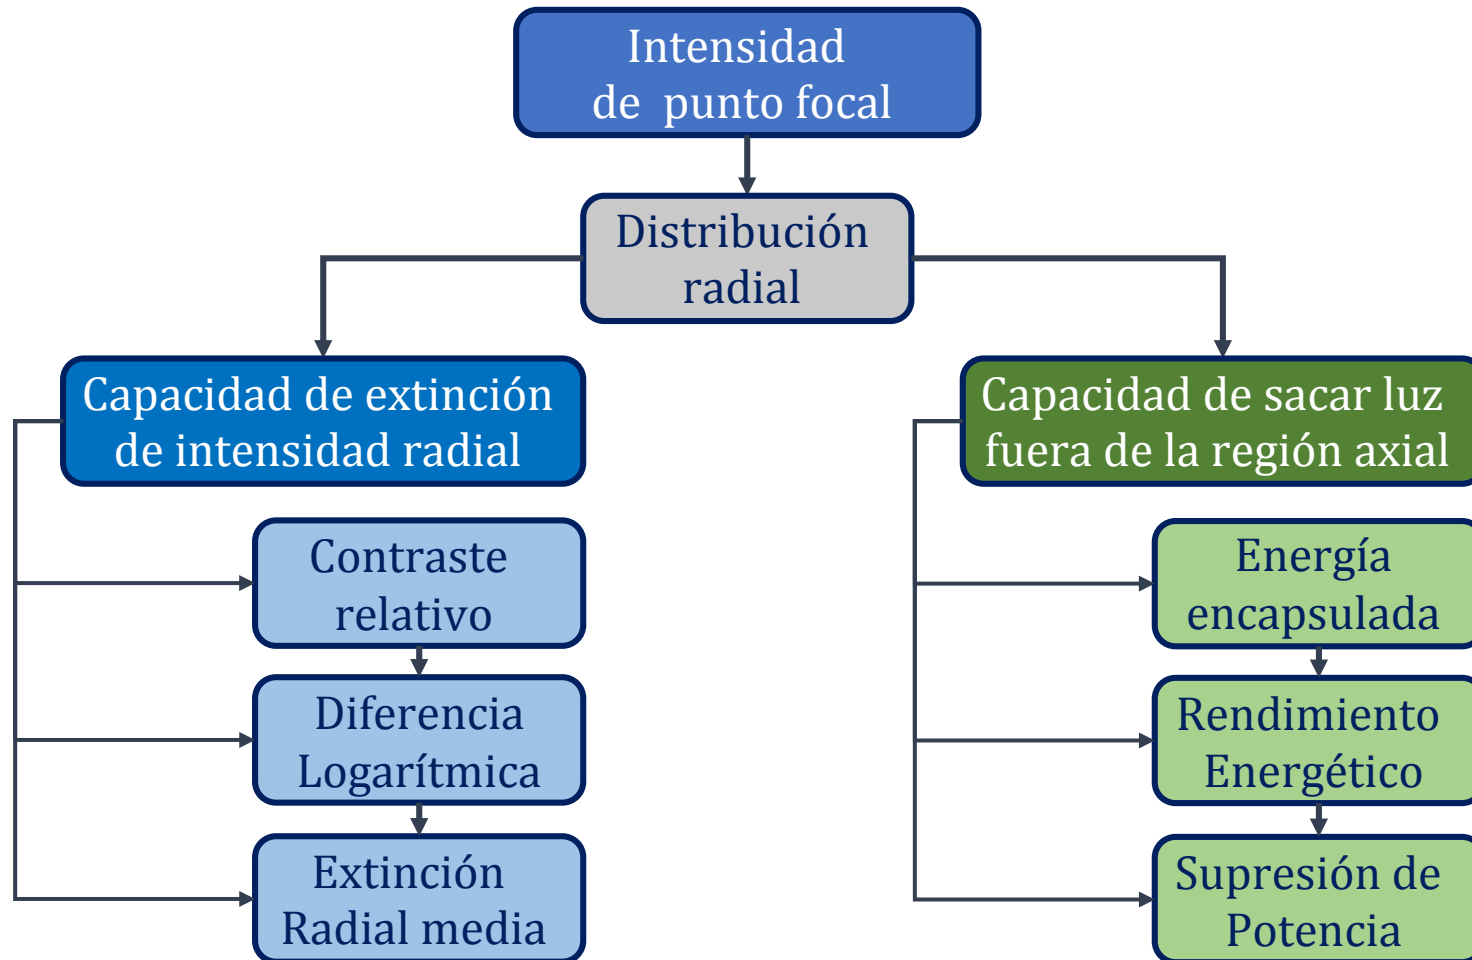 Intensidad
de punto focal
Distribución
radial
Capacidad de extinción
de intensidad radial
Capacidad de sacar luz
fuera de la región axial
Contraste
relativo
Diferencia
Logarítmica
Extinción
Radial media
Energía
encapsulada
Rendimiento
Energético
Supresión de
Potencia